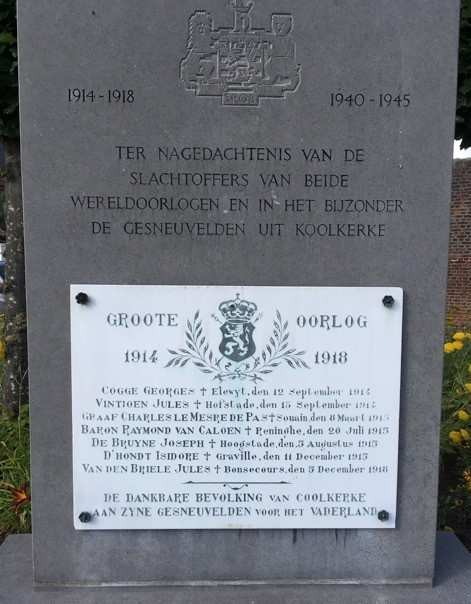 1914-1918 1940-1945
TER NAGEDACHTENIS VAN DE
SLACHTOFFERS VAN BEIDE
WERELDOORLOGEN EN IN HET BIJZONDER
DE GESNEUVELDEN UIT KOOLKERKE
GROOTE OORLOG
1914 1918
COGGE GEORGES † Elewyt, den 12 September 1914
VINTIOEN JULES † Hofstade, den 15 September 1914
GRAAF CHARLES LE MESRE DE PAS † Somain, den 8 Maart 1915
BARON RAYMOND VAN CALOEN † Reninghe, den 20 Juli 1915
DE BRUYNE JOSEPH † Hoogstade, den 5 Augustus 1915
D'HONDT ISIDORE † Graville, den 11 December 1915
VAN DEN BRIELE JULES † Bonsecours, den 5 December 1918
DE DANKBARE BEVOLKING VAN COOLKERKE
AAN ZYNE GESNEUVELDEN VOOR HET VADERLAND